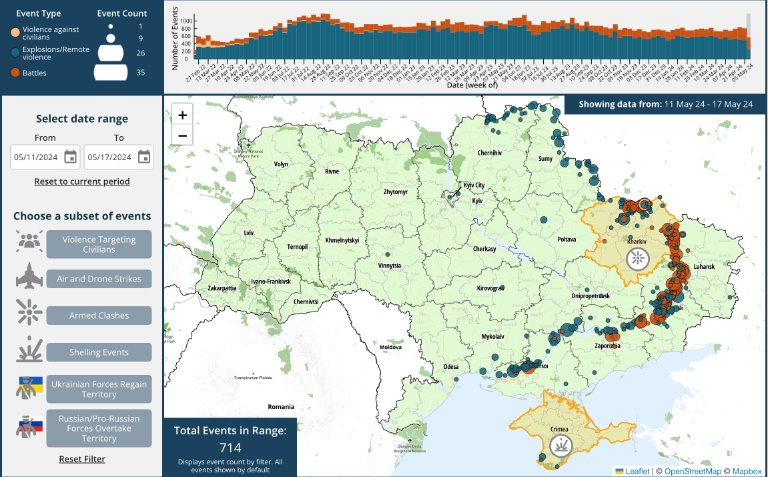 Event Type
Event Count
Violence against
civilians
Explosions/Remote
violence
Battles
1
9
26
35
Number of Events
1000
800
600
400
200
0
Date (week of)
Select date range
From
To
05/11/2024
05/17/2024
Reset to current period
Choose a subset of events
Violence Targeting
Civilians
Air and Drone Strikes
Armed Clashes
Shelling Events
Ukrainian Forces Regain
Territory
Russian/Pro-Russian
Forces Overtake
Territory
Reset Filter
+
−
Showing data from: 11 May 24 - 17 May 24
Chernihiv
Sumy
Volyn
Rivne
Zhytomyr
Kyiv City
Kyiv
Lviv
Ternopil
Khmelnytskyi
Poltava
Kharkiv
Cherkasy
Luhansk
Vinnytsia
Zakarpattia
Ivano-Frankivsk
Chernivtsi
Kirovograd
Dnipropetrovsk
Mykolaiv
Zaporizhia
Moldova
Odesa
Romania
Crimea
Total Events in Range:
714
Displays event count by filter. All
events shown by default
Leaflet | © OpenStreetMap © Mapbox